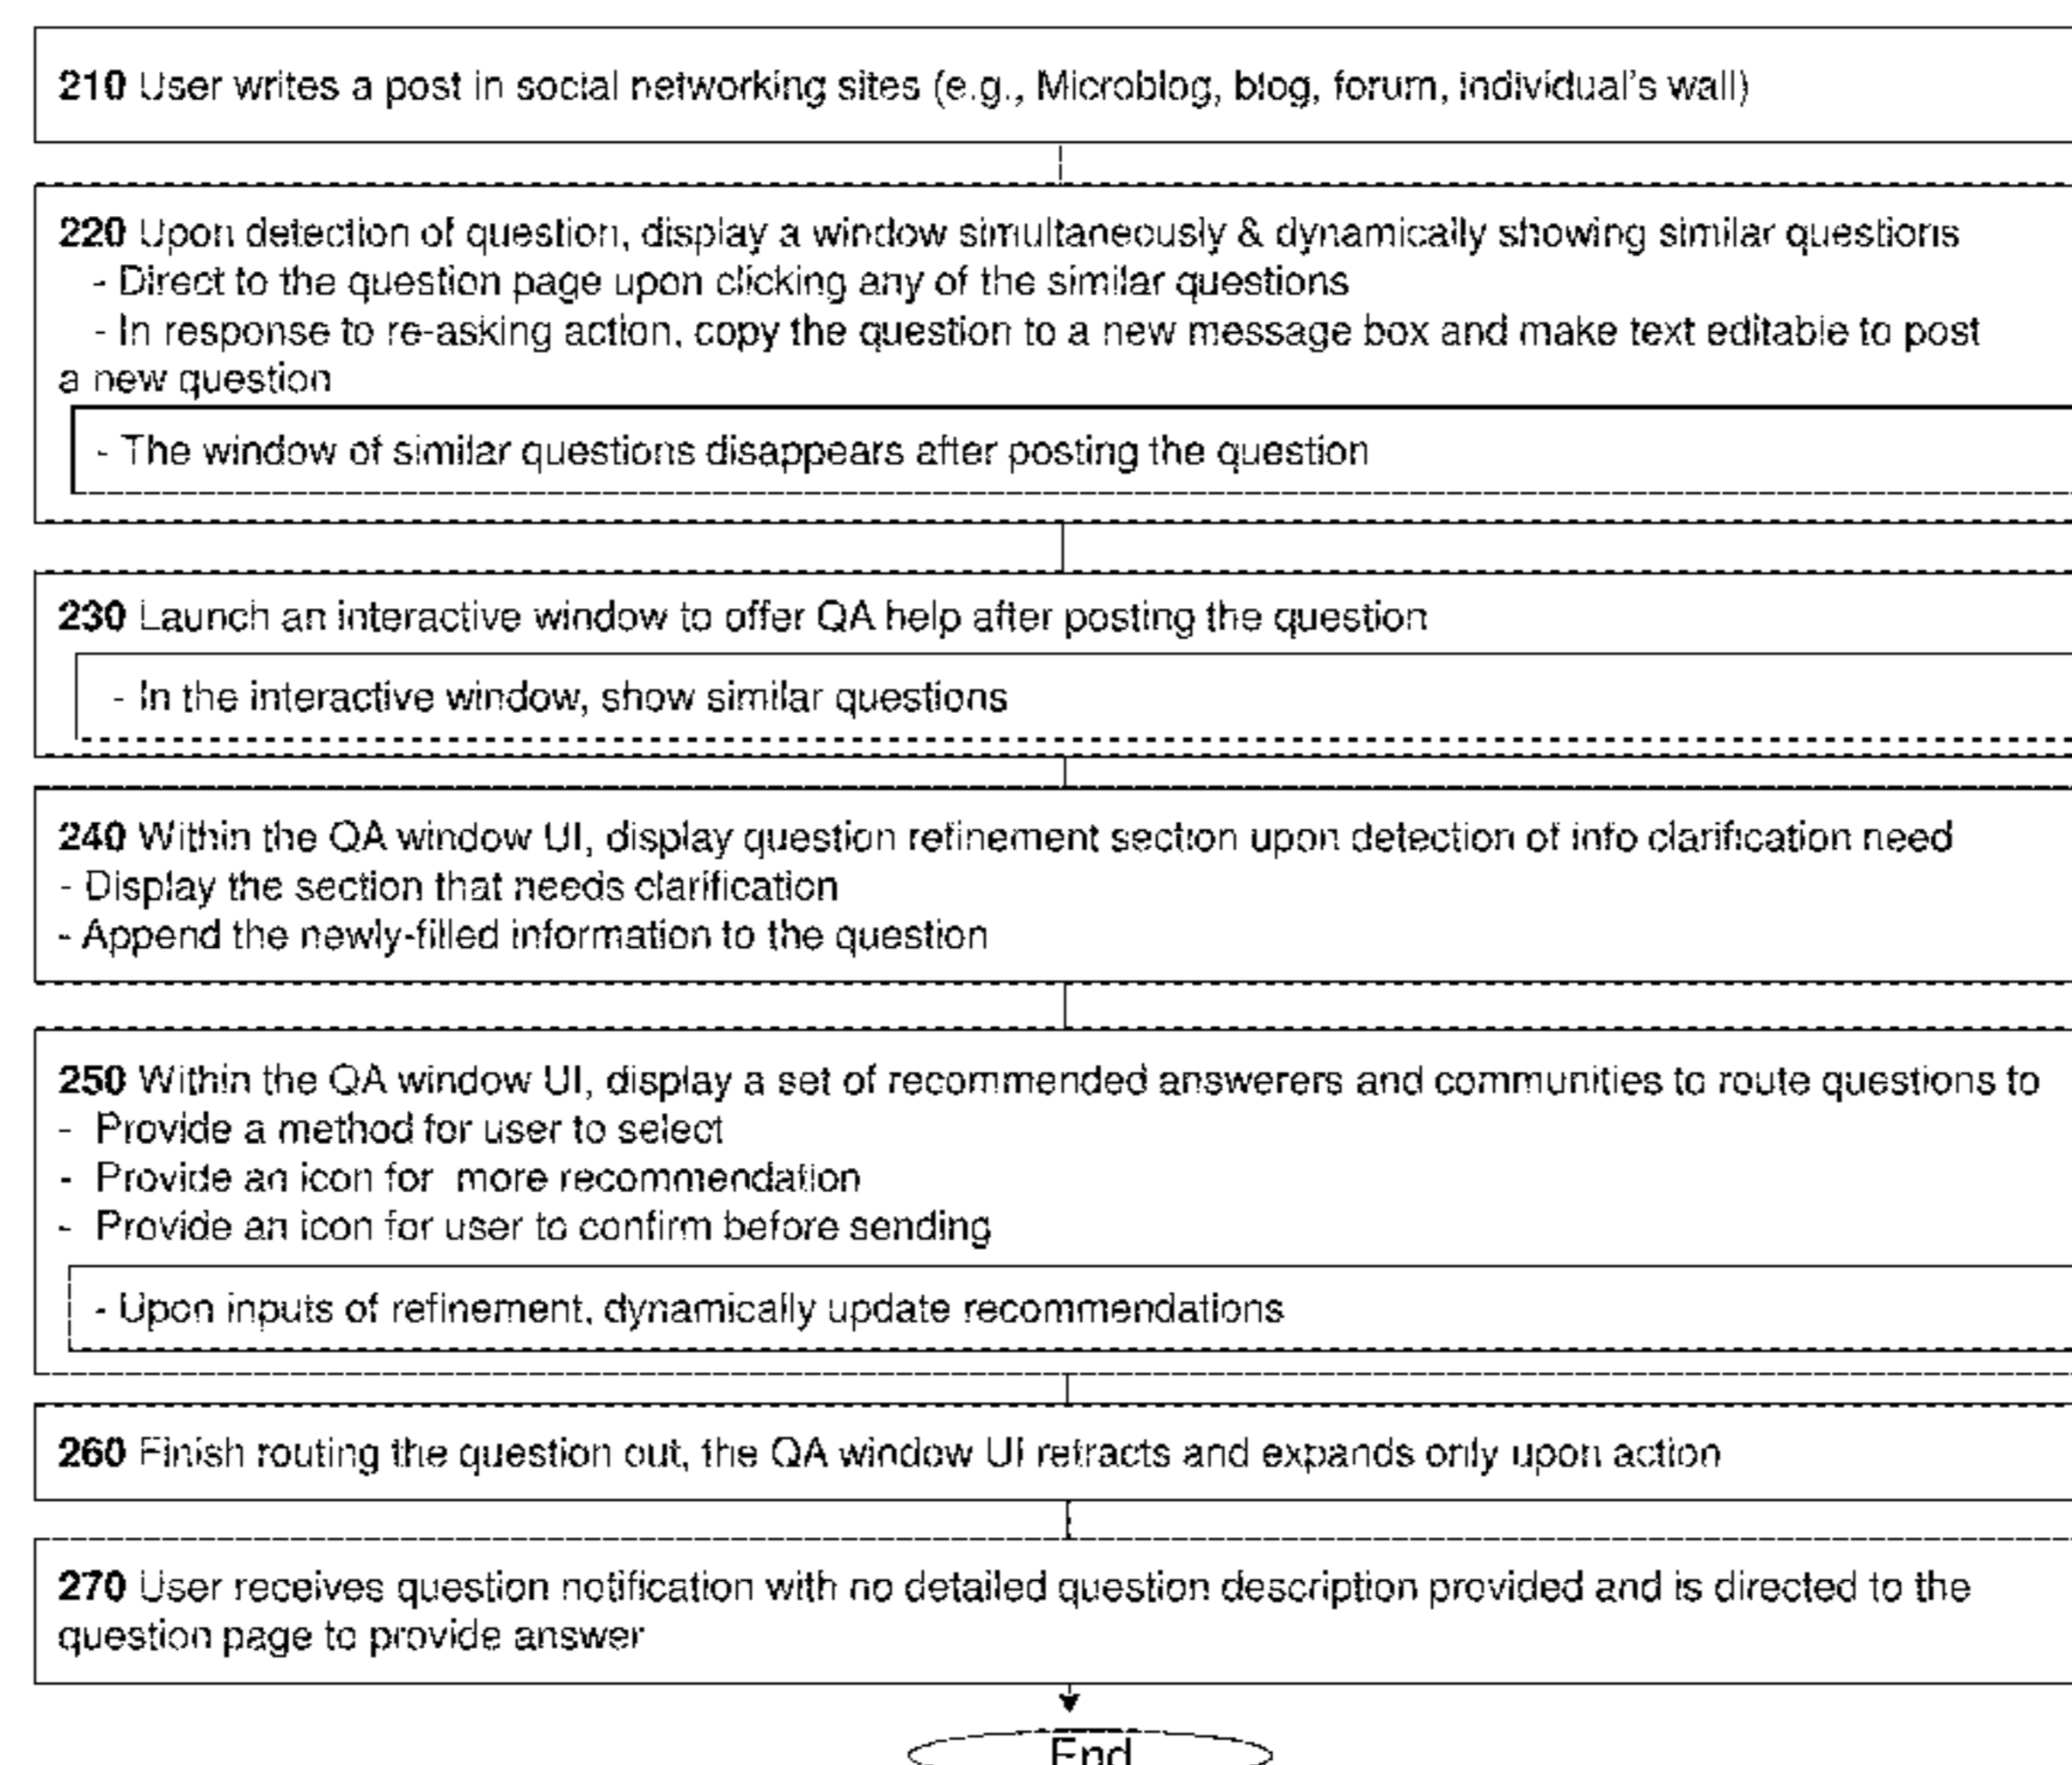 210 User writes a post in social networking sites (e.g., Microblog, blog, forum, individual's wall)
220 Upon detection of question, display a window simultaneously & dynamically showing similar questions
- Direct to the question page upon clicking any of the similar questions
- In response to re-asking action, copy the question to a new message box and make text editable to post
a new question
- The window of similar questions disappears after posting the question
230 Launch an interactive window to offer QA help after posting the question
- In the interactive window, show similar questions
240 Within the QA window UI, display question refinement section upon detection of info clarification need
- Display the section that needs clarification
- Append the newly-filled information to the question
250 Within the QA window UI, display a set of recommended answerers and communities to route questions to
- Provide a method for user to select
- Provide an icon for more recommendation
- Provide an icon for user to confirm before sending
- Upon inputs of refinement, dynamically update recommendations
260 Finish routing the question out, the QA window UI retracts and expands only upon action
270 User receives question notification with no detailed question description provided and is directed to the
question page to provide answer
End